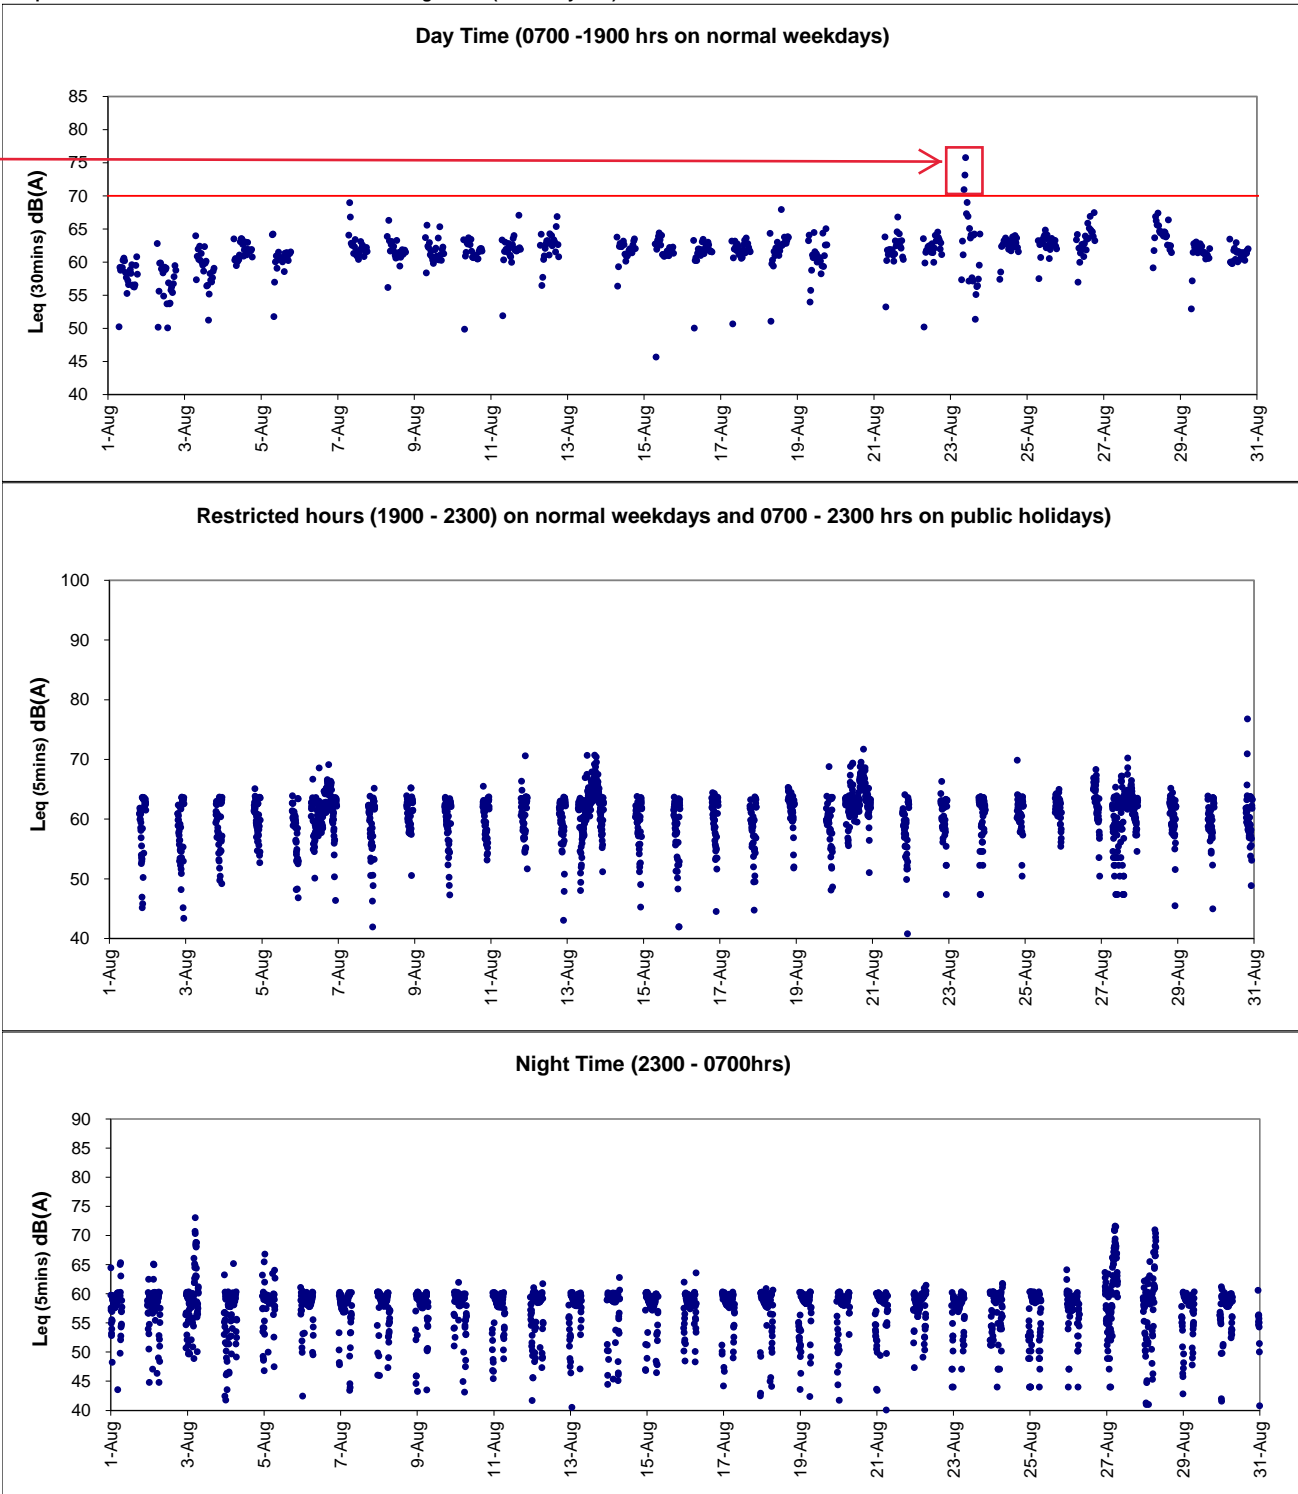 Day Time (0700 -1900 hrs on normal weekdays)
Leq (30mins) dB(A)
85
80
75
70
65
60
55
50
45
40
1-Aug
3-Aug
5-Aug
7-Aug
9-Aug
11-Aug
13-Aug
15-Aug
17-Aug
19-Aug
21-Aug
23-Aug
25-Aug
27-Aug
29-Aug
31-Aug
Restricted hours (1900 - 2300) on normal weekdays and 0700 - 2300 hrs on public holidays)
Leq (5mins) dB(A)
100
90
80
70
60
50
40
1-Aug
3-Aug
5-Aug
7-Aug
9-Aug
11-Aug
13-Aug
15-Aug
17-Aug
19-Aug
21-Aug
23-Aug
25-Aug
27-Aug
29-Aug
31-Aug
Night Time (2300 - 0700hrs)
Leq (5mins) dB(A)
90
85
80
75
70
65
60
55
50
45
40
1-Aug
3-Aug
5-Aug
7-Aug
9-Aug
11-Aug
13-Aug
15-Aug
17-Aug
19-Aug
21-Aug
23-Aug
25-Aug
27-Aug
29-Aug
31-Aug